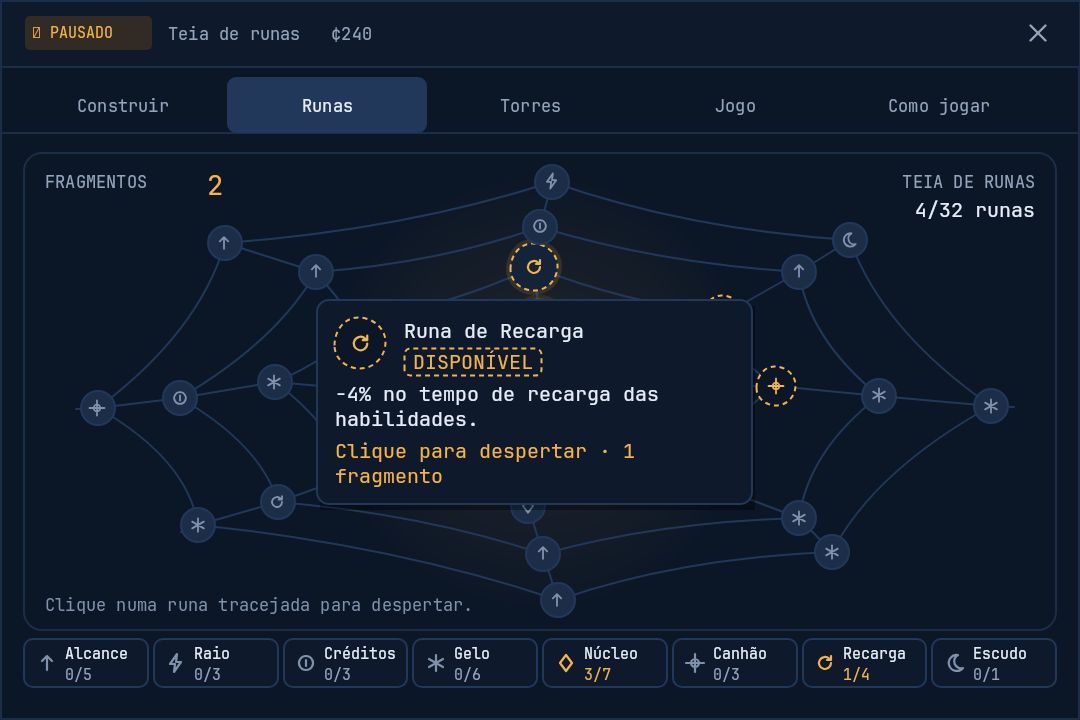 PAUSADO
Teia de runas ₵240
Construir
Runas
Torres
Jogo
Como jogar
FRAGMENTOS 2
TEIA DE RUNAS
4/32 runas
Runa de Recarga
DISPONÍVEL
-4% no tempo de recarga das
habilidades.
Clique para despertar · 1
fragmento
Clique numa runa tracejada para despertar.
Alcance
0/5
Raio
0/3
Créditos
0/3
Gelo
0/6
Núcleo
3/7
Canhão
0/3
Recarga
1/4
Escudo
0/1